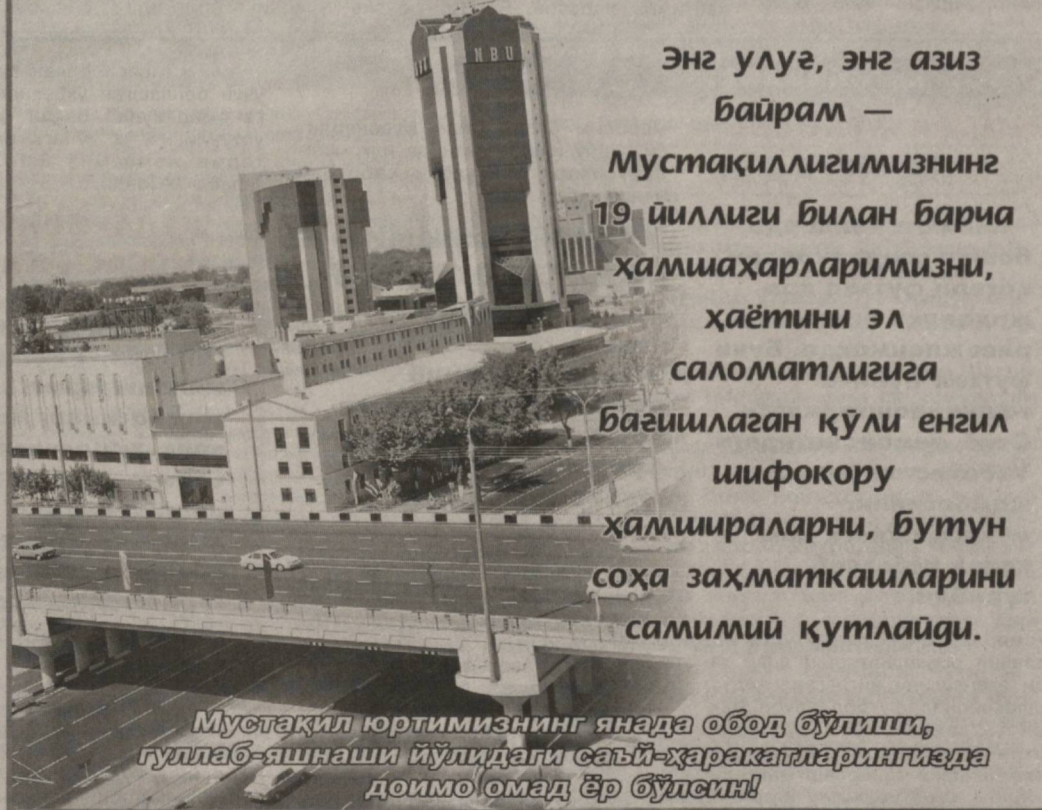 NBU
Энг улуғ, энг азиз
байрам —
Мустақиллигимизнинг
19 йиллиги билан барча
ҳамшаҳарларимизни,
ҳаётини эл
саломатлигига
бағишлаган қўли енгил
шифокору
ҳамшираларни, бутун
соҳа заҳматкашларини
самимий қутлайди.
Мустақил юртимизнинг янада обод бўлиши,
гуллаб-яшнаши йўлидаги саъй-ҳаракатларингизда
доимо омад ёр бўлсин!